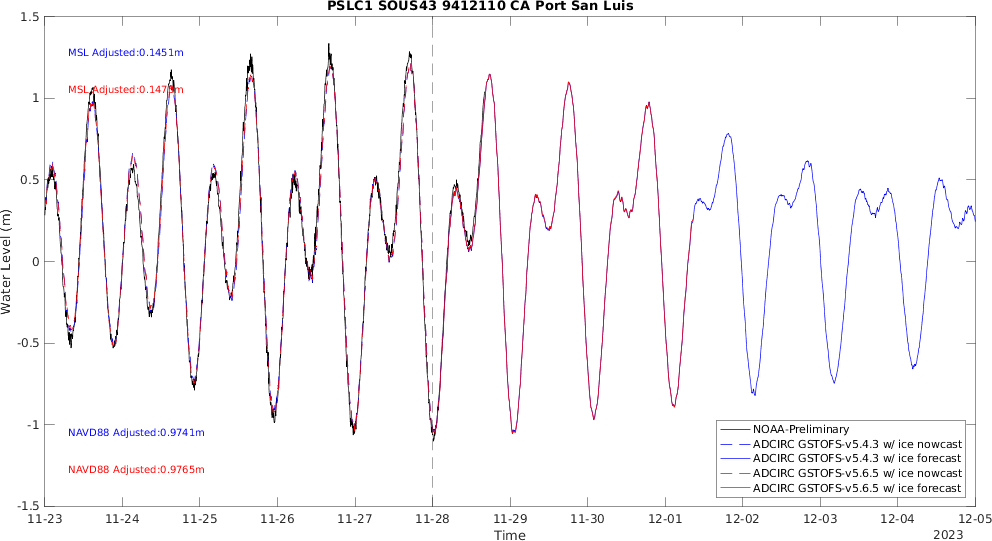 PSLC1 SOUS43 9412110 CA Port San Luis
1.5
MSL Adjusted:0.1451m
MSL Adjusted:0.147 m
1
0.5
Water Level (m)
0
-0.5
-1
NAVD88 Adjusted:0.9741m
NAVD88 Adjusted:0.9765m
-1.5
NOAA-Preliminary
ADCIRC GSTOFS-v5.4.3 w/ ice nowcast
ADCIRC GSTOFS-v5.4.3 w/ ice forecast
ADCIRC GSTOFS-v5.6.5 w/ ice nowcast
ADCIRC GSTOFS-v5.6.5 w/ ice forecast
11-23 11-24 11-25 11-26 11-27 11-28 11-29 11-30 12-01 12-02 12-03 12-04 12-05
Time
2023